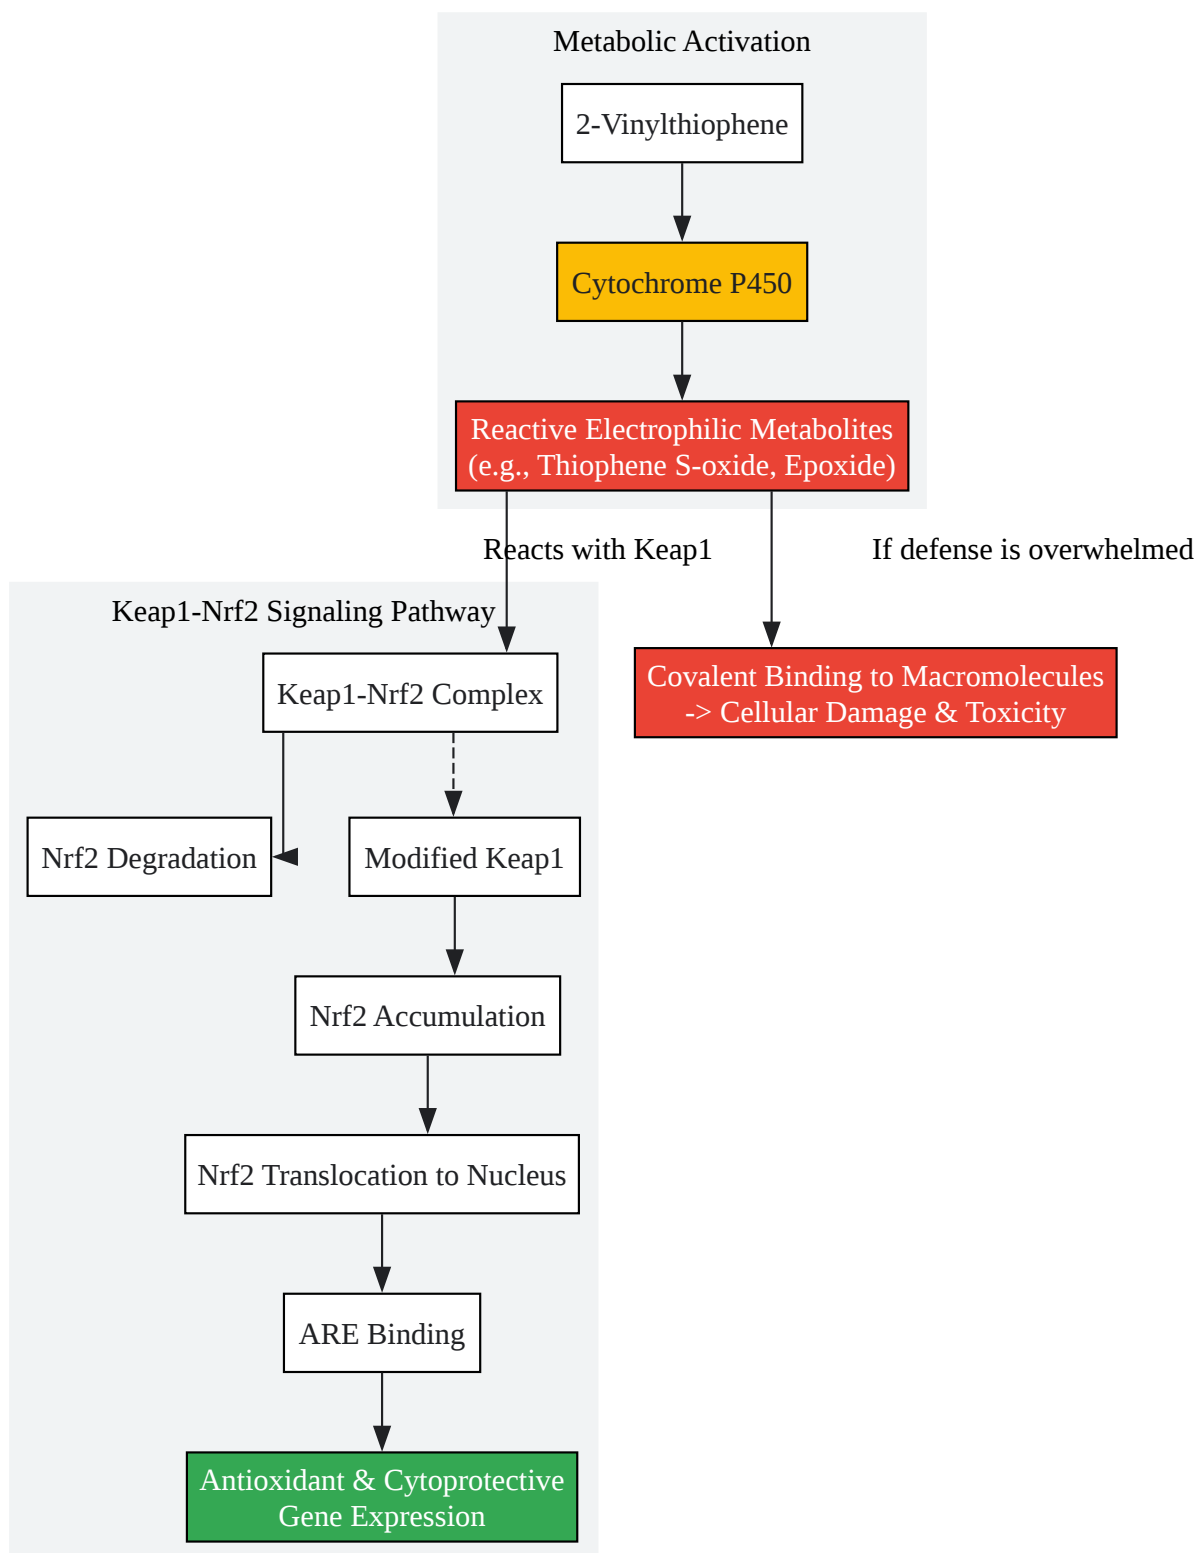 Metabolic Activation
2-Vinylthiophene
Cytochrome P450
Reactive Electrophilic Metabolites
(e.g., Thiophene S-oxide, Epoxide)
Reacts with Keap1
If defense is overwhelmed
Keap1-Nrf2 Signaling Pathway
Keap1-Nrf2 Complex
Covalent Binding to Macromolecules
-> Cellular Damage & Toxicity
Nrf2 Degradation
Modified Keap1
Nrf2 Accumulation
Nrf2 Translocation to Nucleus
ARE Binding
Antioxidant & Cytoprotective
Gene Expression